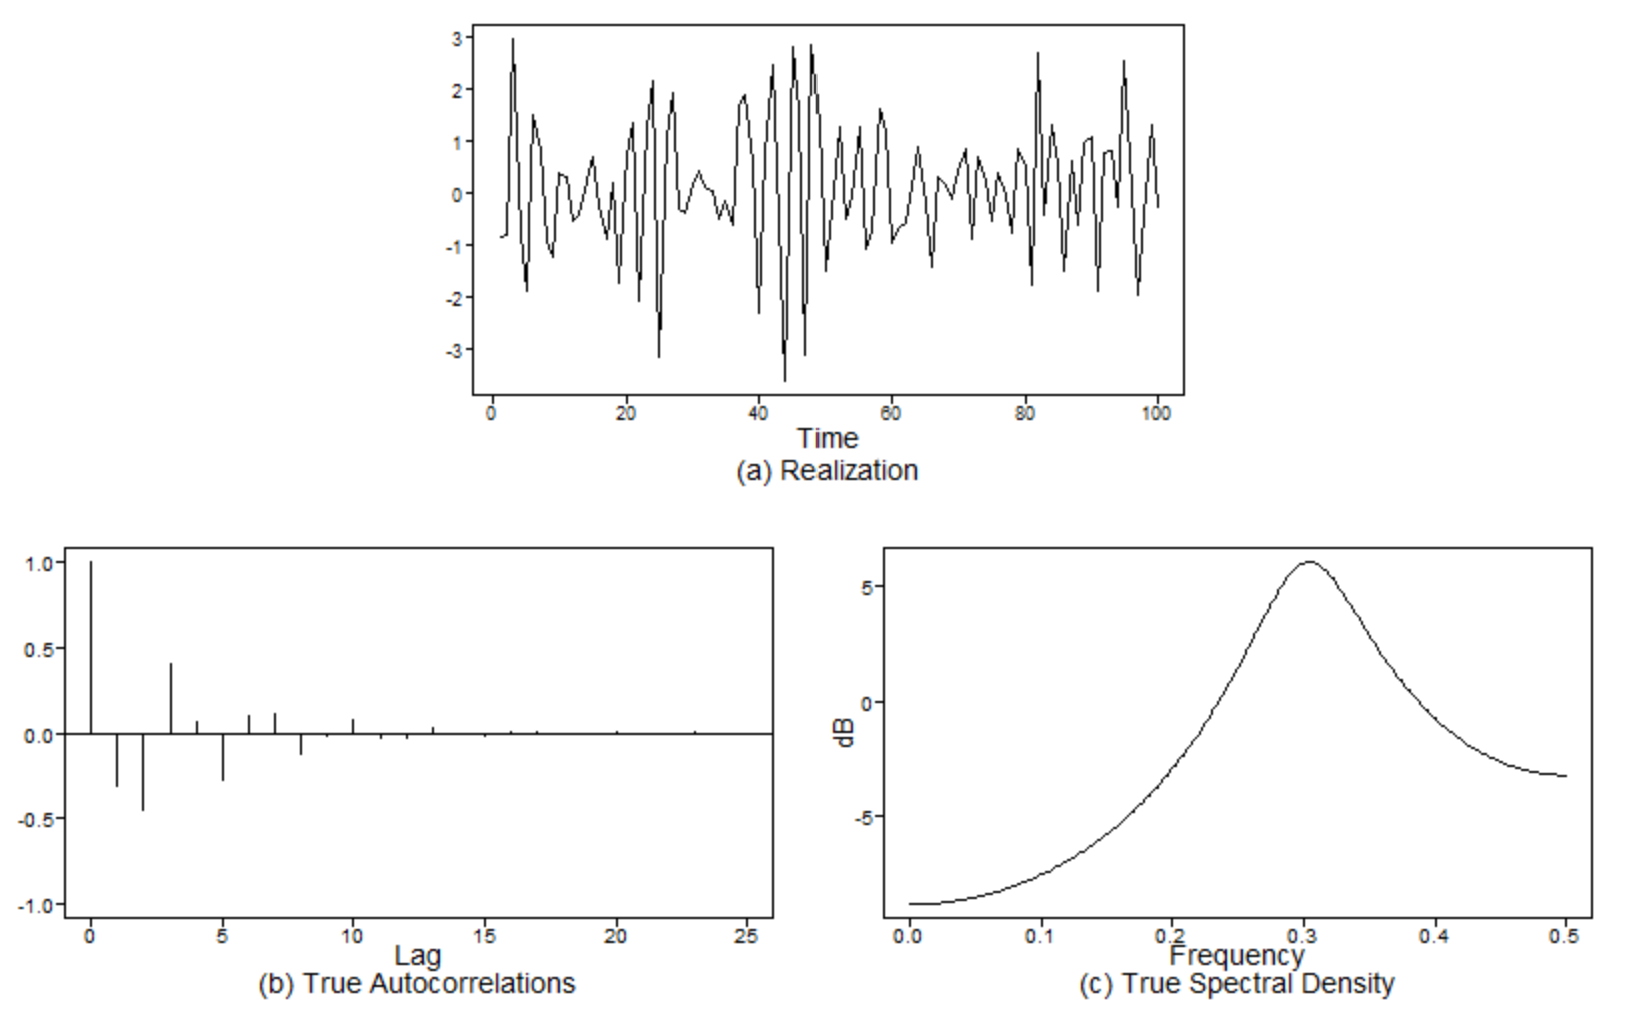 3
2
1
0
-1
-2
-3
0 20 40 60 80 100
Time
(a) Realization
1.0
0.5
0.0
-0.5
-1.0
0 5 10 15 20 25
Lag
(b) True Autocorrelations
dB
5
0
-5
0.0 0.1 0.2 0.3 0.4 0.5
Frequency
(c) True Spectral Density